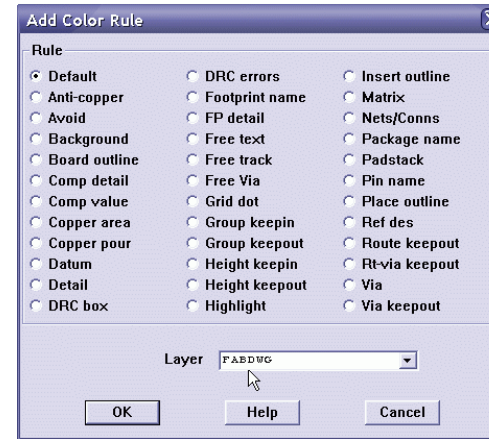 Add Color Rule
Rule
Default
Anti-copper
Avoid
Background
Board outline
Comp detail
Comp value
Copper area
Copper pour
Datum
Detail
DRC box
DRC errors
Footprint name
FP detail
Free text
Free track
Free Via
Grid dot
Group keepin
Group keepout
Height keepin
Height keepout
Highlight
Insert outline
Matrix
Nets/Conns
Package name
Padstack
Pin name
Place outline
Ref des
Route keepout
Rt-via keepout
Via
Via keepout
Layer FABDWG
OK Help Cancel